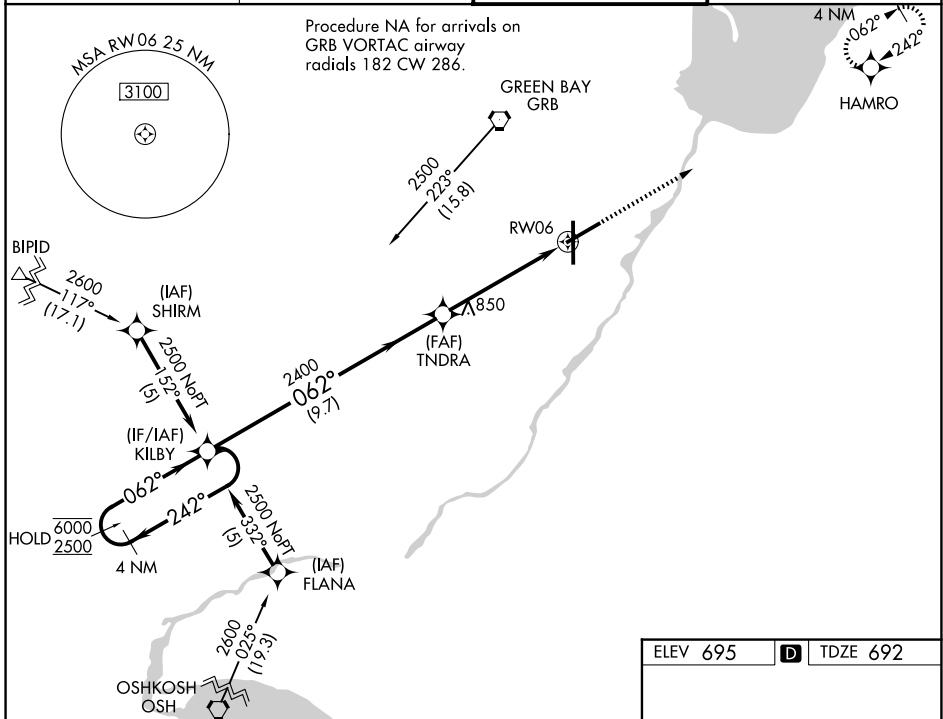 Procedure NA for arrivals on
GRB VORTAC airway
radials 182 CW 286.
MSA RW06 25 NM
3100
4 NM
062°
242°
HAMRO
GREEN BAY
GRB
2500
223°
(15.8)
RW06
BIPID
2600
117°
(17.1)
(IAF)
SHIRM
2500 NoPT
152°
(5)
850
(FAF)
TNDRA
2400
062°
(9.7)
(IF/IAF)
KILBY
062°
242°
HOLD 6000
2500
4 NM
2500 NoPT
332°
(5)
(IAF)
FLANA
2600
025°
(19.3)
OSHKOSH
OSH
ELEV 695 D TDZE 692